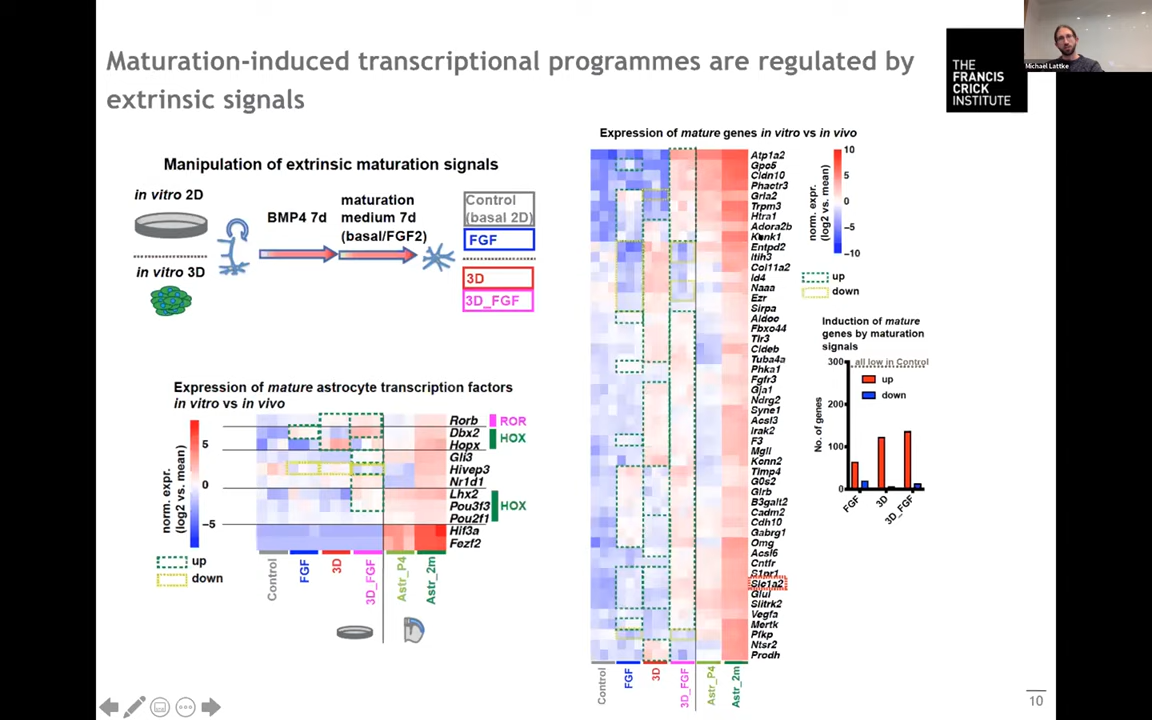 Maturation-induced transcriptional programmes are regulated by
extrinsic signals
THE
FRANCIS
CRICK
INSTITUTE
Michael Lattke
Manipulation of extrinsic maturation signals
in vitro 2D
in vitro 3D
BMP4 7d
maturation
medium 7d
(basal/FGF2)
Control
(basal 2D)
FGF
3D
3D_FGF
Expression of mature astrocyte transcription factors
in vitro vs in vivo
norm. expr.
(log2 vs. mean)
5
0
−5
up
down
Rorb
Dbx2
Hopx
Gli3
Hivep3
Nr1d1
Lhx2
Pou3f3
Pou2f1
Hif3a
Fezf2
ROR
HOX
HOX
Control
FGF
3D
3D_FGF
Astr_P4
Astr_2m
Expression of mature genes in vitro vs in vivo
Atp1a2
Gpc5
Cldn10
Phactr3
Gria2
Trpm3
Htra1
Adora2b
Entpd2
Itih3
Col11a2
Id4
Naaa
Ezr
Sirpa
Aldoc
Fbxo44
Tlr3
Cideb
Tuba4a
Phka1
Fgfr3
Gja1
Ndrg2
Syne1
Acsl3
Irak2
F3
Mgll
Kcnn2
Timp4
G0s2
Glrb
B3galt2
Cadm2
Cdh10
Gabrg1
Omg
Acsl6
Cntfr
S1pr1
Slc1a2
Glul
Slitrk2
Vegfa
Mertk
Pfkp
Ntsr2
Prodh
Control
FGF
3D
3D_FGF
Astr_P4
Astr_2m
10
5
0
−5
−10
norm. expr.
(log2 vs. mean)
up
down
Induction of mature
genes by maturation
signals
all low in Control
300
200
100
0
No. of genes
up
down
FGF
3D
3D_FGF
10